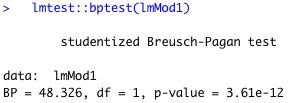 > lmtest::bptest(lmMod1)
studentized Breusch-Pagan test
data: lmMod1
BP = 48.326, df = 1, p-value = 3.61e-12